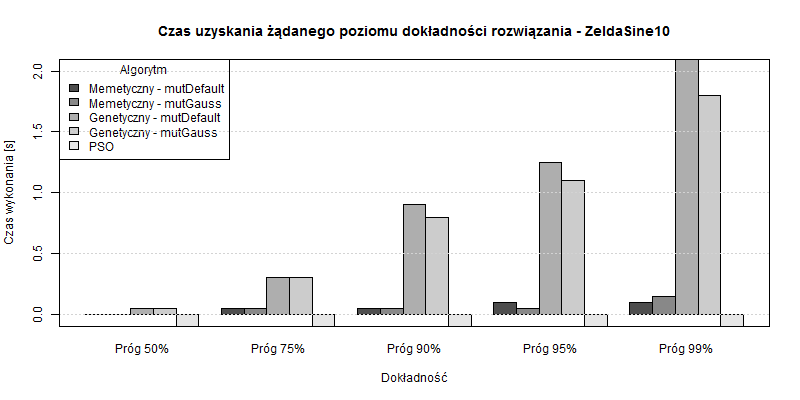 Czas uzyskania żądanego poziomu dokładności rozwiązania - ZeldaSine10
Algorytm
Memetyczny - mutDefault
Memetyczny - mutGauss
Genetyczny - mutDefault
Genetyczny - mutGauss
PSO
Czas wykonania [s]
2.0
1.5
1.0
0.5
0.0
Próg 50%
Próg 75%
Próg 90%
Próg 95%
Próg 99%
Dokładność